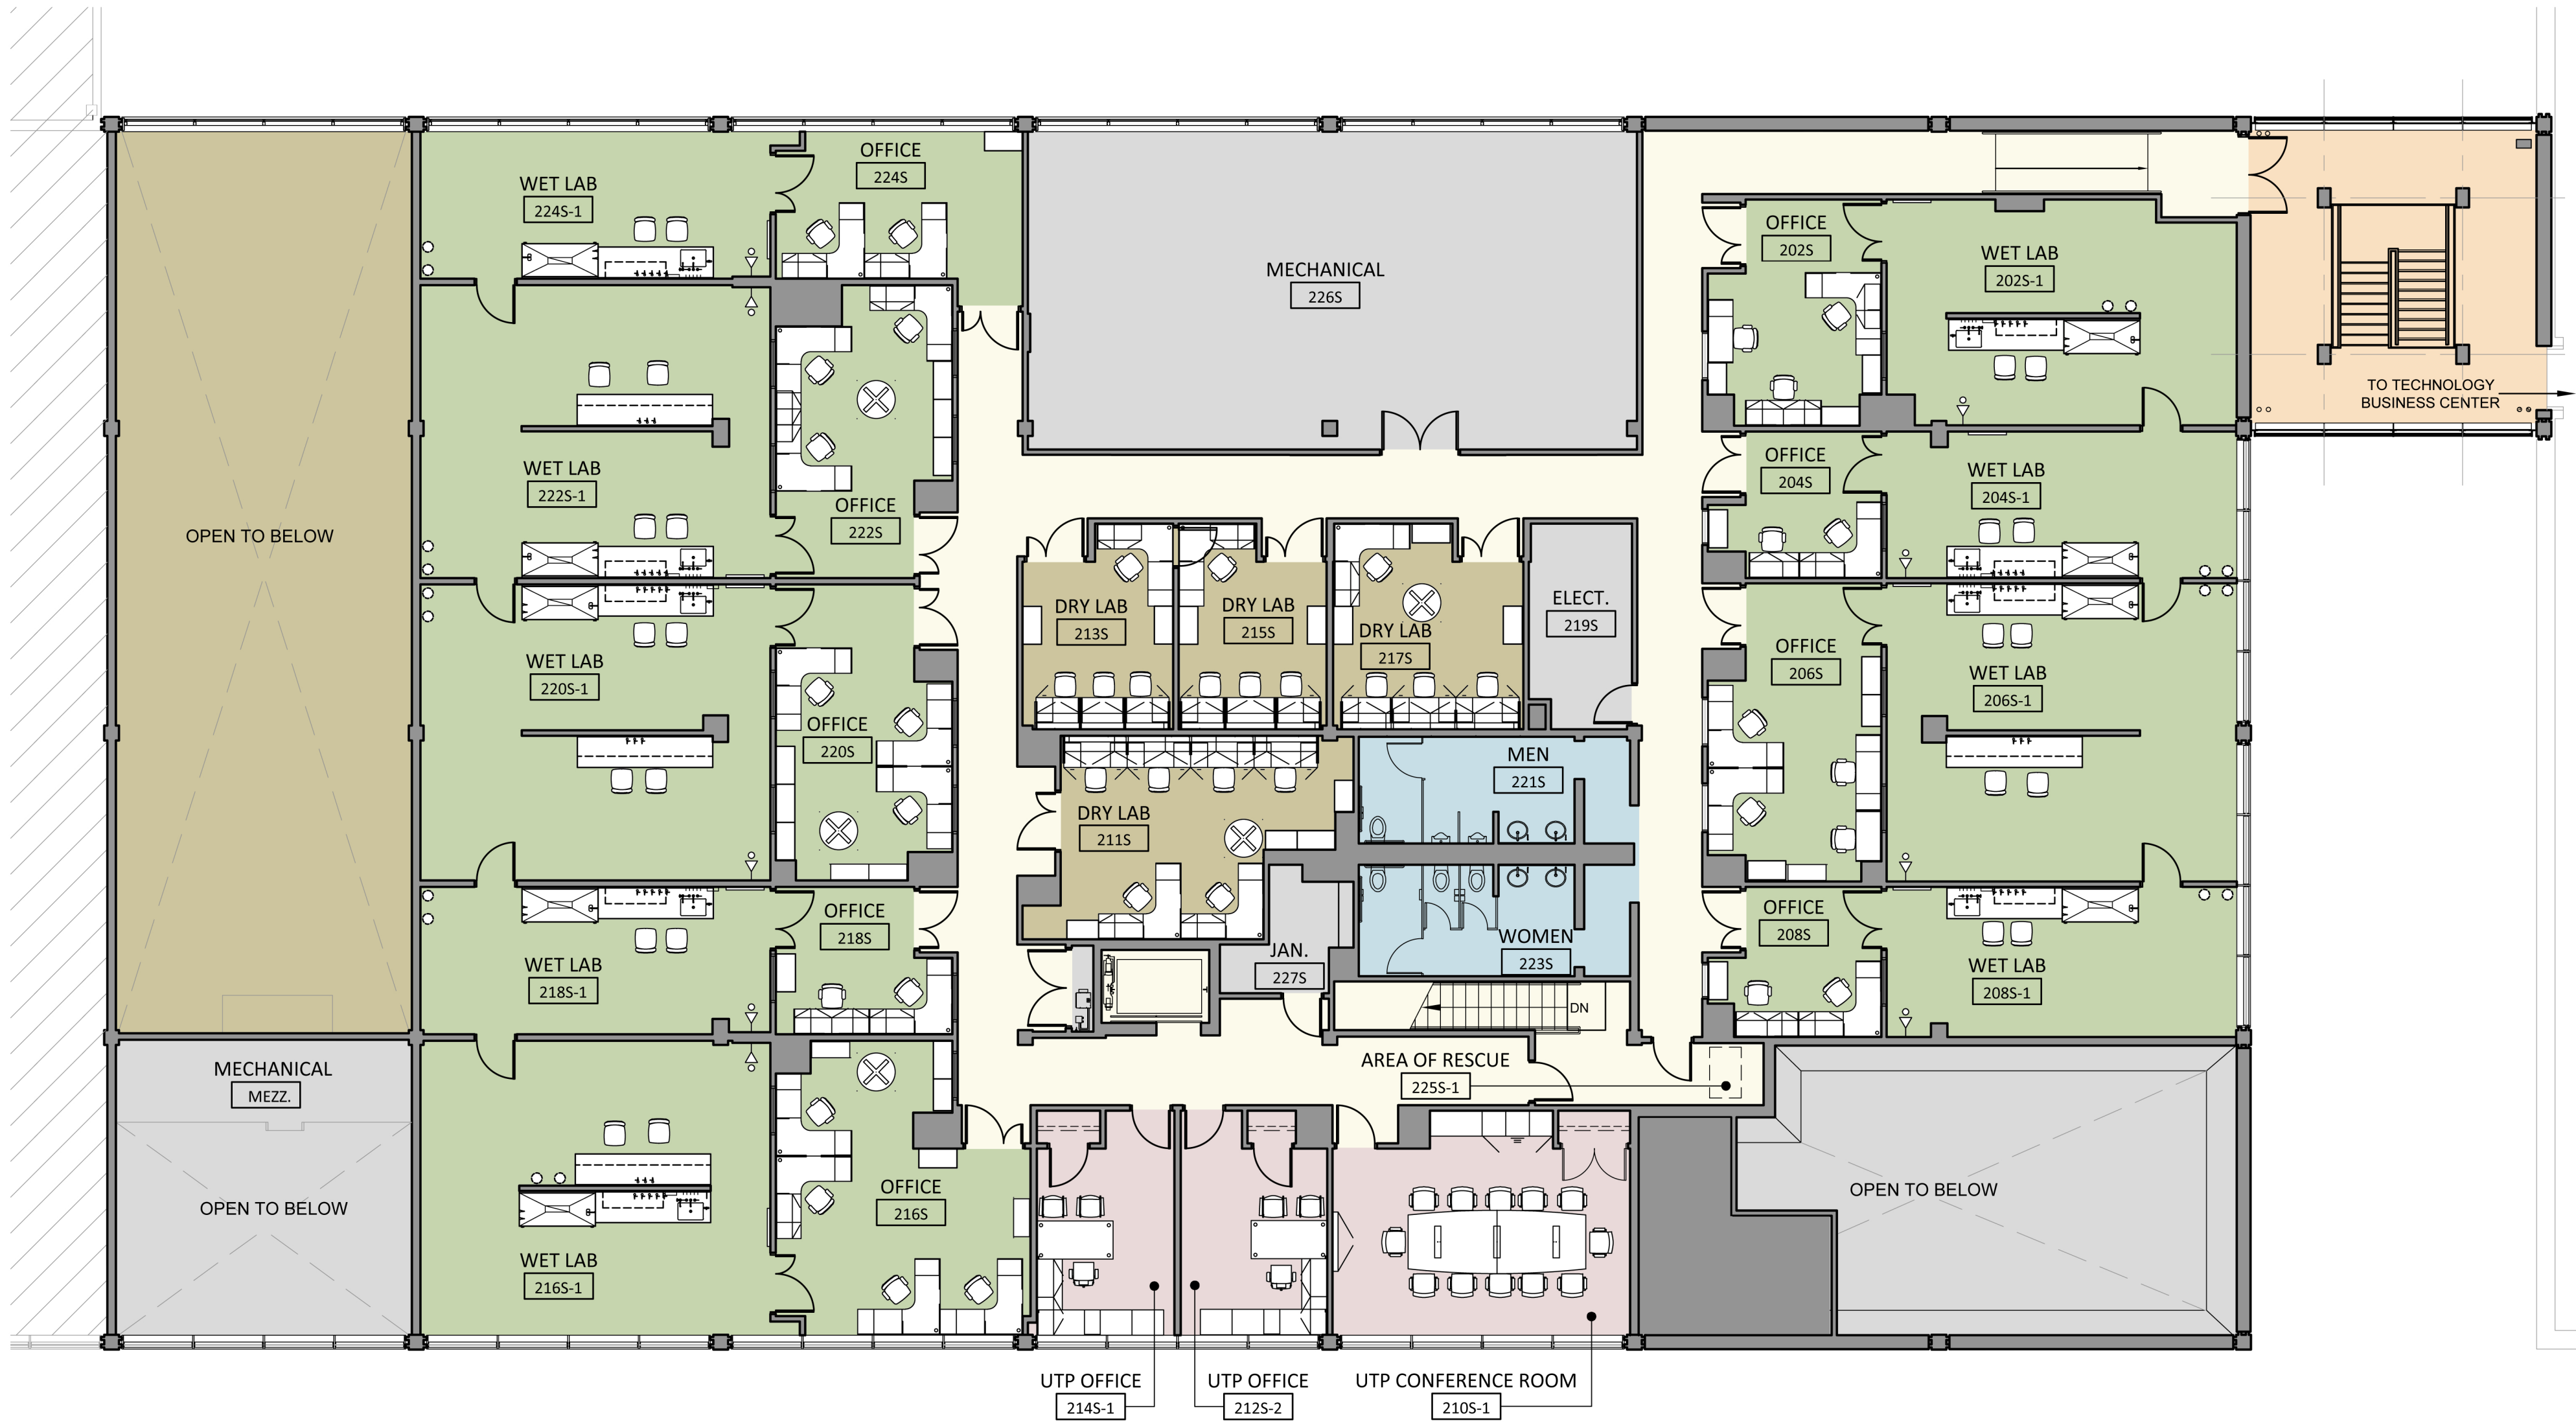 WET LAB
224S-1
OFFICE
224S
MECHANICAL
226S
OFFICE
202S
WET LAB
202S-1
TO TECHNOLOGY
BUSINESS CENTER
OPEN TO BELOW
WET LAB
222S-1
OFFICE
222S
OFFICE
204S
WET LAB
204S-1
DRY LAB
213S
DRY LAB
215S
DRY LAB
217S
ELECT.
219S
WET LAB
220S-1
OFFICE
220S
OFFICE
206S
WET LAB
206S-1
DRY LAB
211S
MEN
221S
WOMEN
223S
JAN.
227S
DN
WET LAB
218S-1
OFFICE
218S
OFFICE
208S
WET LAB
208S-1
MECHANICAL
MEZZ.
OPEN TO BELOW
AREA OF RESCUE
225S-1
OPEN TO BELOW
WET LAB
216S-1
OFFICE
216S
UTP OFFICE
214S-1
UTP OFFICE
212S-2
UTP CONFERENCE ROOM
210S-1